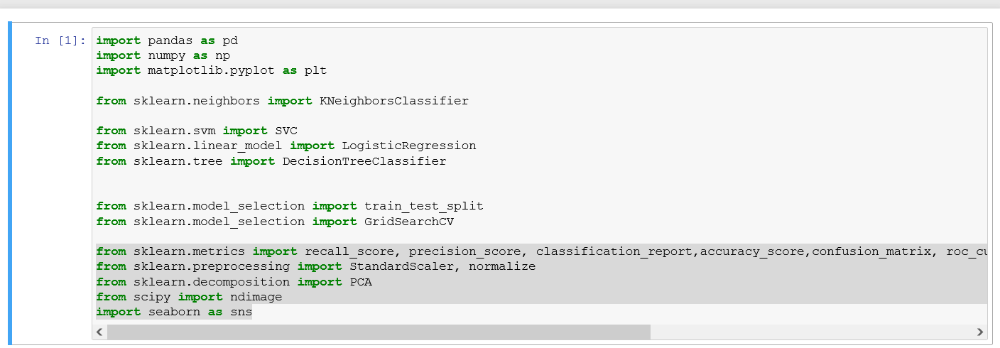 In [1]: import pandas as pd
import numpy as np
import matplotlib.pyplot as plt
from sklearn.neighbors import KNeighborsClassifier
from sklearn.svm import SVC
from sklearn.linear_model import LogisticRegression
from sklearn.tree import DecisionTreeClassifier
from sklearn.model_selection import train_test_split
from sklearn.model_selection import GridSearchCV
from sklearn.metrics import recall_score, precision_score, classification_report,accuracy_score,confusion_matrix,
from sklearn.preprocessing import StandardScaler, normalize
from sklearn.decomposition import PCA
from scipy import ndimage
import seaborn as sns